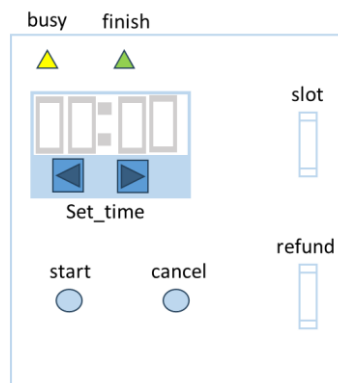 busy finish
slot
00:00
Set_time
refund
start cancel